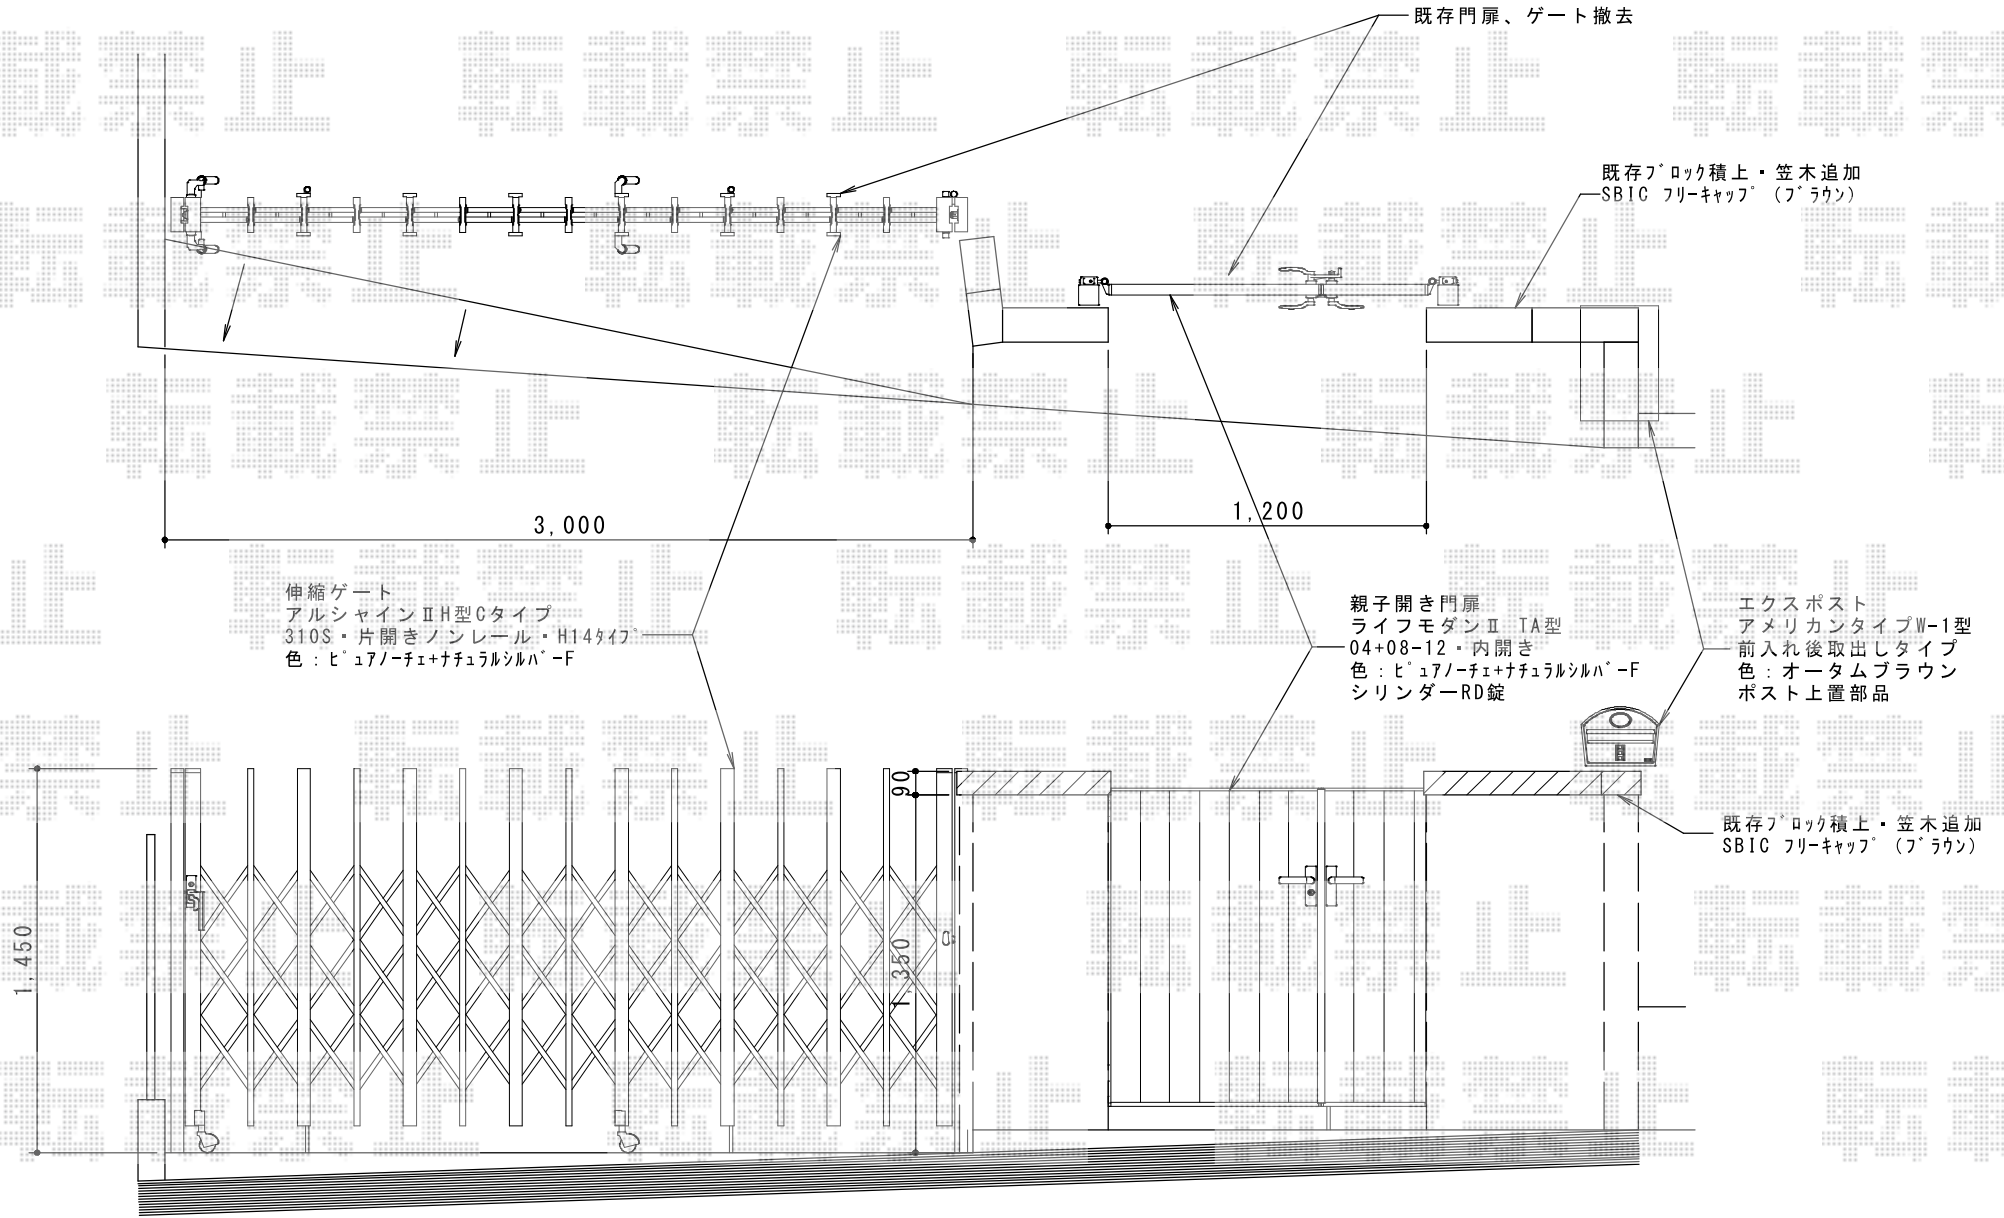 既存門扉、ゲート撤去
既存ブロック積上・笠木追加
SBIC フリーキャップ (ブラウン)
3,000
1,200
伸縮ゲート
アルシャインⅡH型Cタイプ
310S・片開きノンレール・H14タイプ
色：ピュアノーチェ+ナチュラルシルバーF
親子開き門扉
ライフモダンⅡ TA型
04+08-12・内開き
色：ピュアノーチェ+ナチュラルシルバーF
シリンダーRD錠
エクスポスト
アメリカンタイプW-1型
前入れ後取出しタイプ
色：オータムブラウン
ポスト上置部品
90
既存ブロック積上・笠木追加
SBIC フリーキャップ (ブラウン)
1,450
1,350
転載禁止